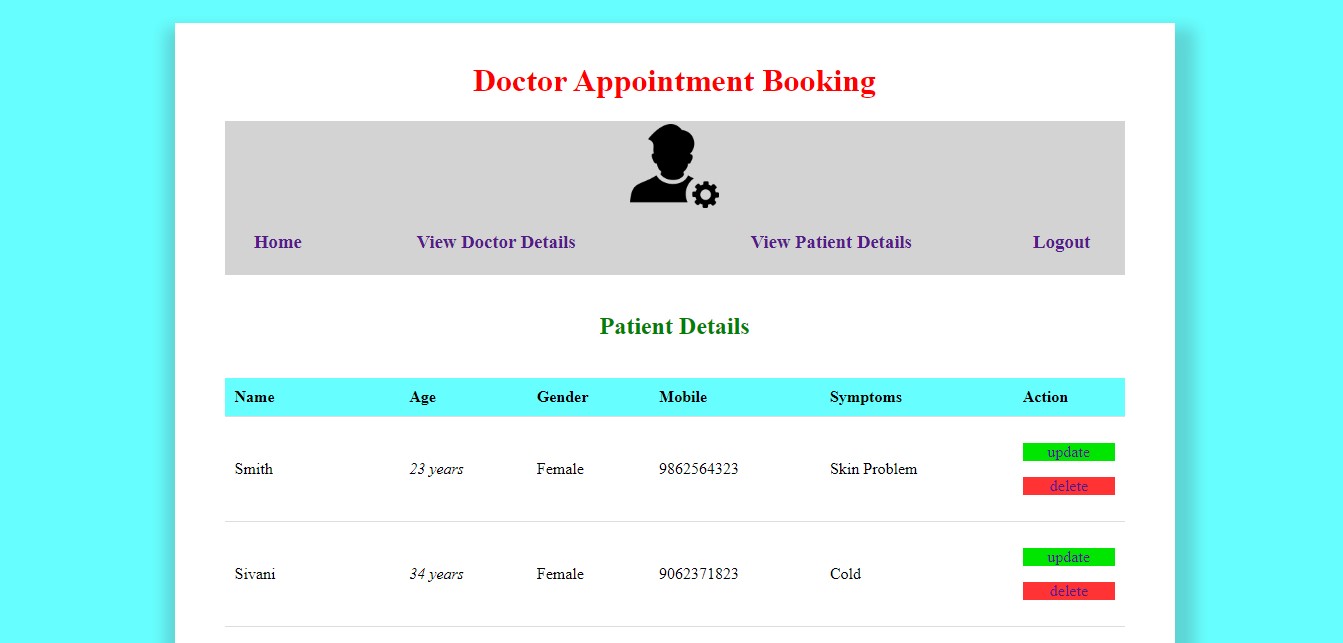 Doctor Appointment Booking
Home View Doctor Details View Patient Details Logout
Patient Details
Name Age Gender Mobile Symptoms Action
Smith 23 years Female 9862564323 Skin Problem
update
delete
Sivani 34 years Female 9062371823 Cold
update
delete